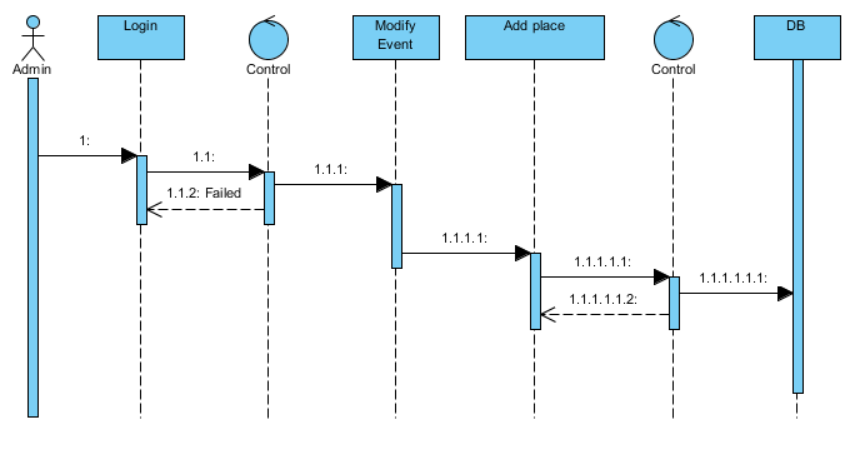 Login
Modify
Event
Add place
DB
Admin
Control
Control
1:
1.1:
1.1.1:
1.1.2: Failed
1.1.1.1:
1.1.1.1.1:
1.1.1.1.1.1:
1.1.1.1.1.2: